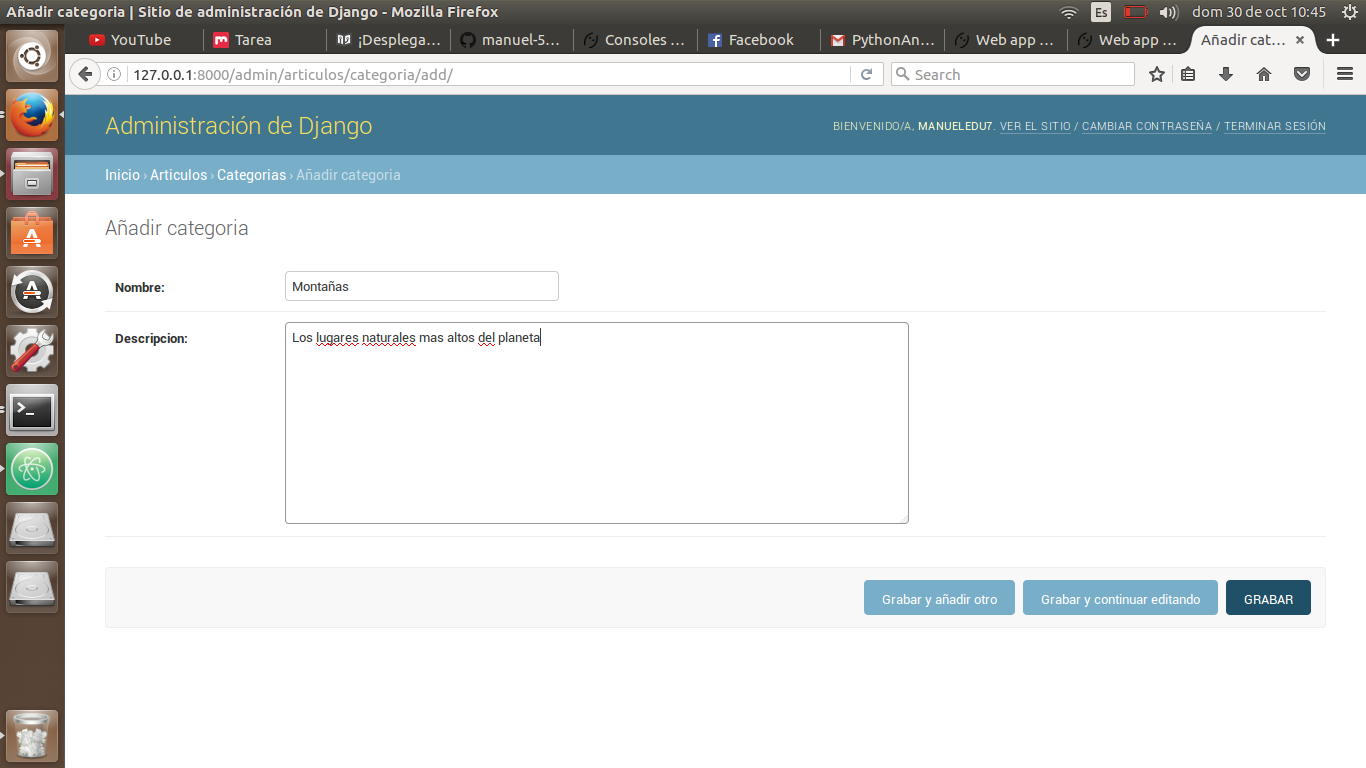 Añadir categoria | Sitio de administración de Django - Mozilla Firefox
Es
dom 30 de oct 10:45
YouTube
Tarea
¡Desplega...
manuel-5...
Consoles ...
Facebook
PythonAn...
Web app ...
Web app ...
Añadir cat...
127.0.0.1:8000/admin/articulos/categoria/add/
Search
Administración de Django
BIENVENIDO/A, MANUELEDU7. VER EL SITIO / CAMBIAR CONTRASEÑA / TERMINAR SESIÓN
Inicio › Articulos › Categorias › Añadir categoria
Añadir categoria
Nombre:
Montañas
Descripcion:
Los lugares naturales mas altos del planeta
Grabar y añadir otro
Grabar y continuar editando
GRABAR